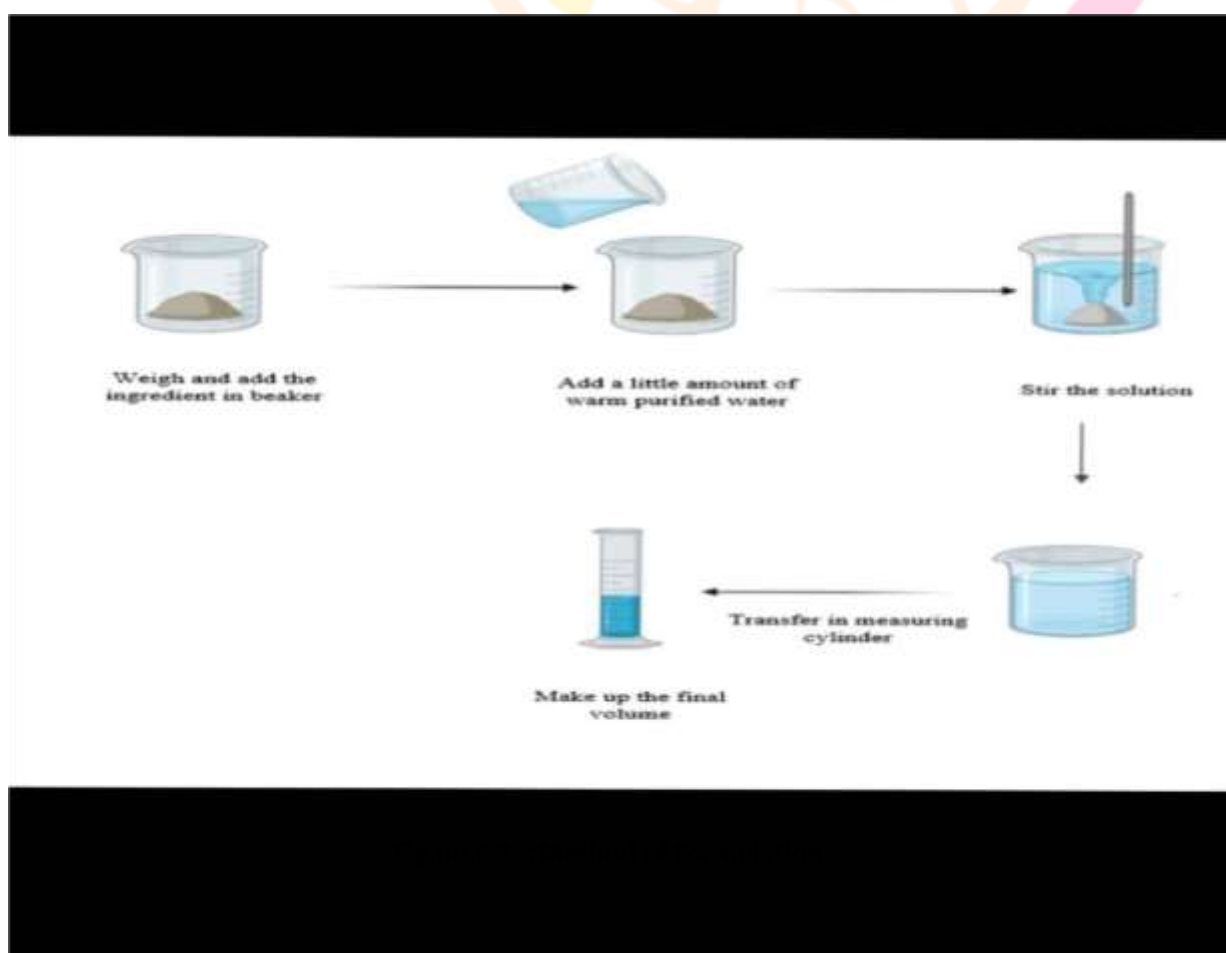 Weigh and add the
ingredient in beaker
Add a little amount of
warm purified water
Stir the solution
Transfer in measuring
cylinder
Make up the final
volume